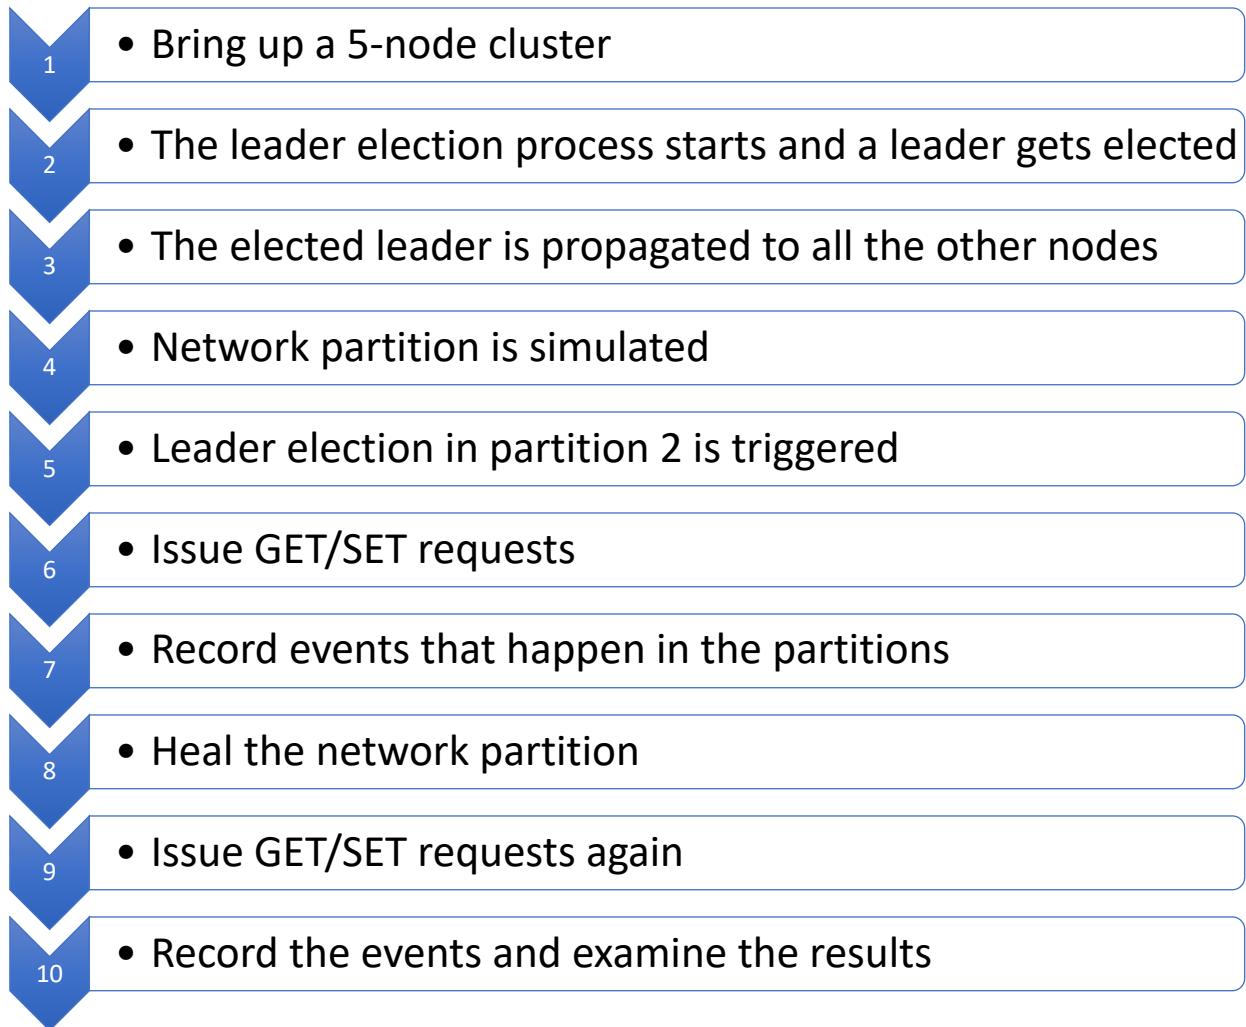 1
• Bring up a 5-node cluster
2
• The leader election process starts and a leader gets elected
3
• The elected leader is propagated to all the other nodes
4
• Network partition is simulated
5
• Leader election in partition 2 is triggered
6
• Issue GET/SET requests
7
• Record events that happen in the partitions
8
• Heal the network partition
9
• Issue GET/SET requests again
10
• Record the events and examine the results